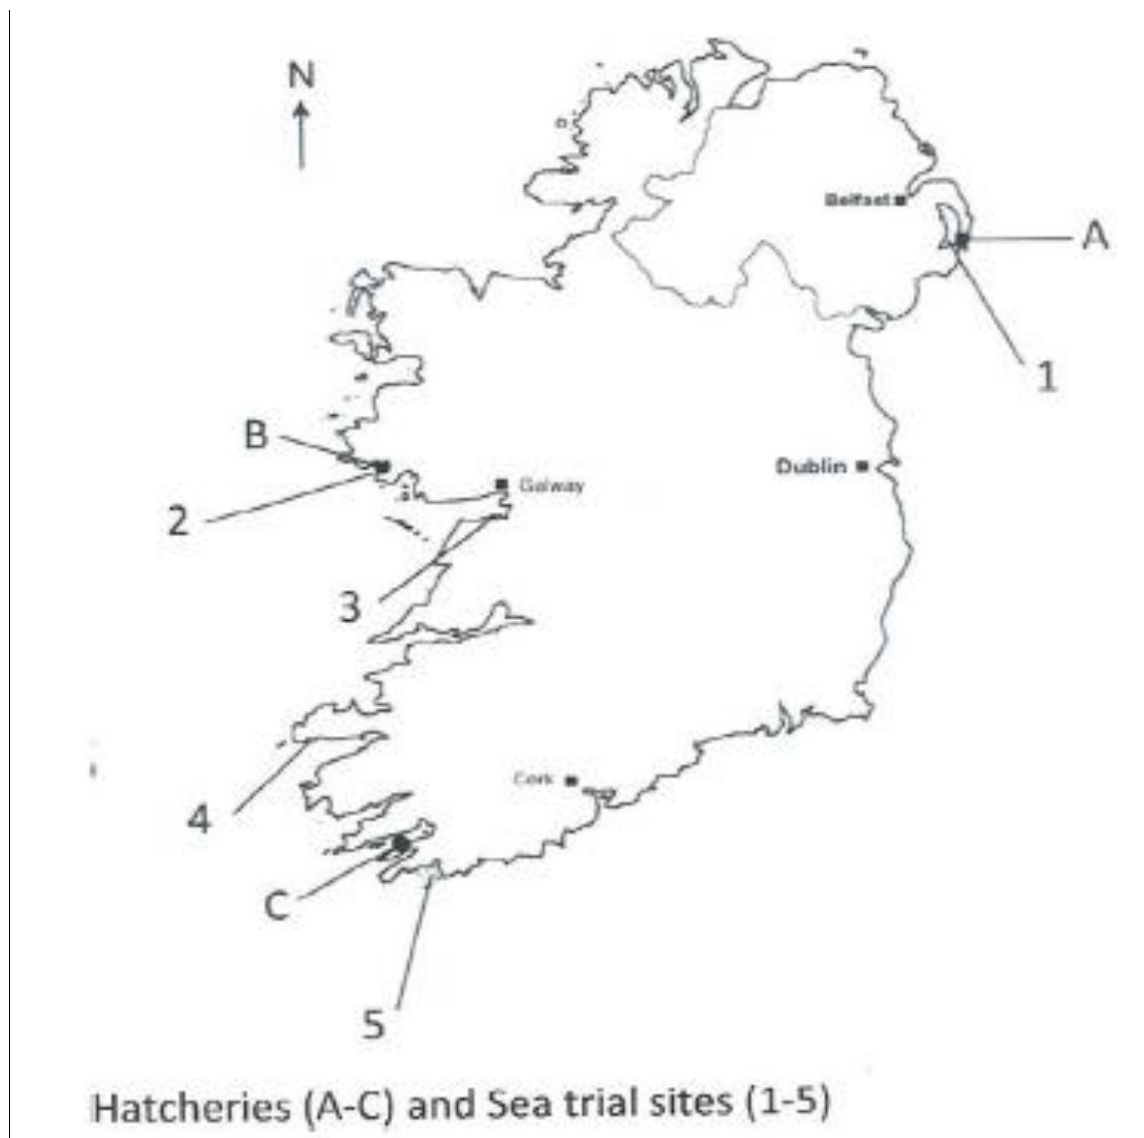 N
Belfast
A
1
B
Dublin
Galway
2
3
Cork
4
C
5
Hatcheries (A-C) and Sea trial sites (1-5)